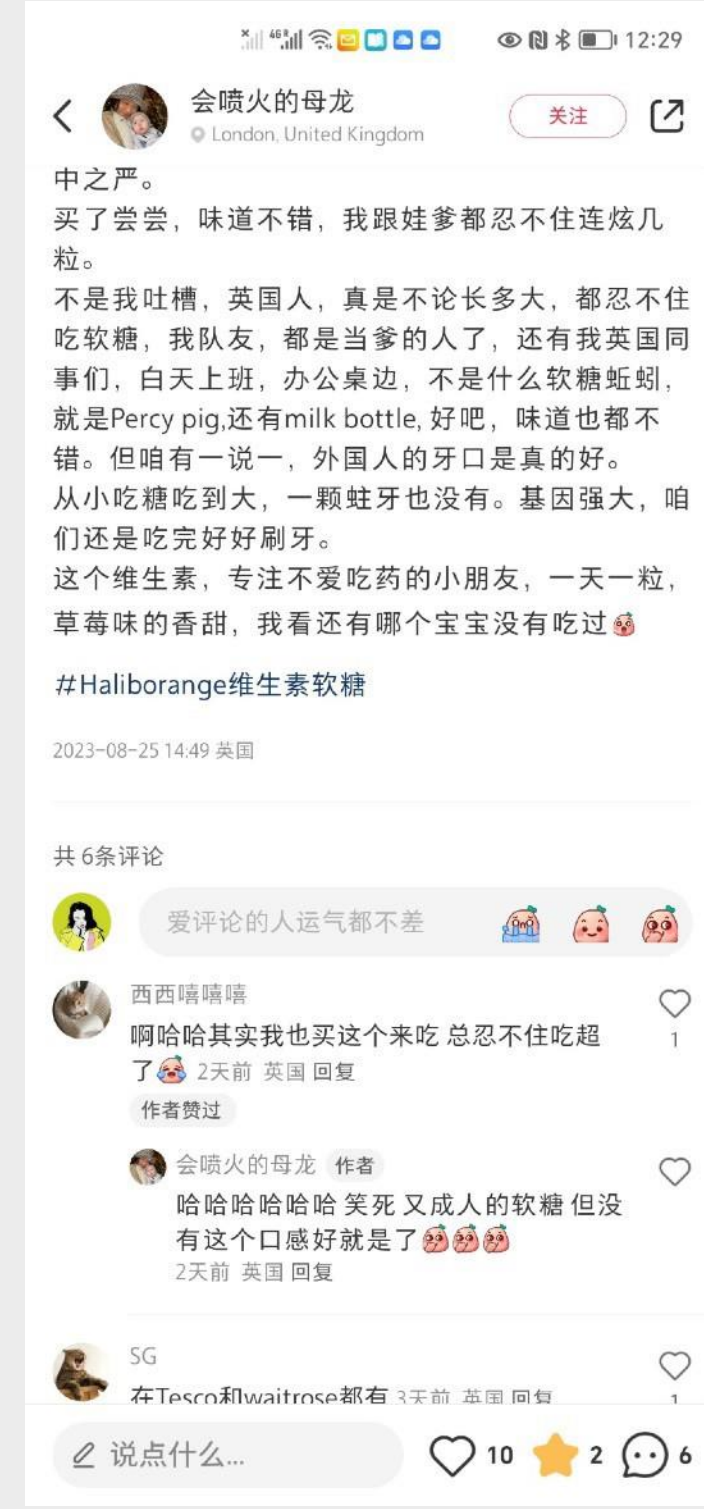 46
12:29
会喷火的母龙
London, United Kingdom
关注
中之严。
买了尝尝，味道不错，我跟娃爹都忍不住连炫几
粒。
不是我吐槽，英国人，真是不论长多大，都忍不住
吃软糖，我队友，都是当爹的人了，还有我英国同
事们，白天上班，办公桌边，不是什么软糖蚯蚓，
就是Percy pig,还有milk bottle, 好吧，味道也都不
错。但咱有一说一，外国人的牙口是真的好。
从小吃糖吃到大，一颗蛀牙也没有。基因强大，咱
们还是吃完好好刷牙。
这个维生素，专注不爱吃药的小朋友，一天一粒，
草莓味的香甜，我看还有哪个宝宝没有吃过
#Haliborange维生素软糖
2023-08-25 14:49 英国
共 6条评论
爱评论的人运气都不差
西西嘻嘻嘻
啊哈哈其实我也买这个来吃 总忍不住吃超
了 2天前 英国 回复
1
作者赞过
会喷火的母龙 作者
哈哈哈哈哈哈 笑死 又成人的软糖 但没
有这个口感好就是了
2天前 英国 回复
SG
在Tesco和waitrose都有 3天前 英国 回复
1
说点什么...
10
2
6